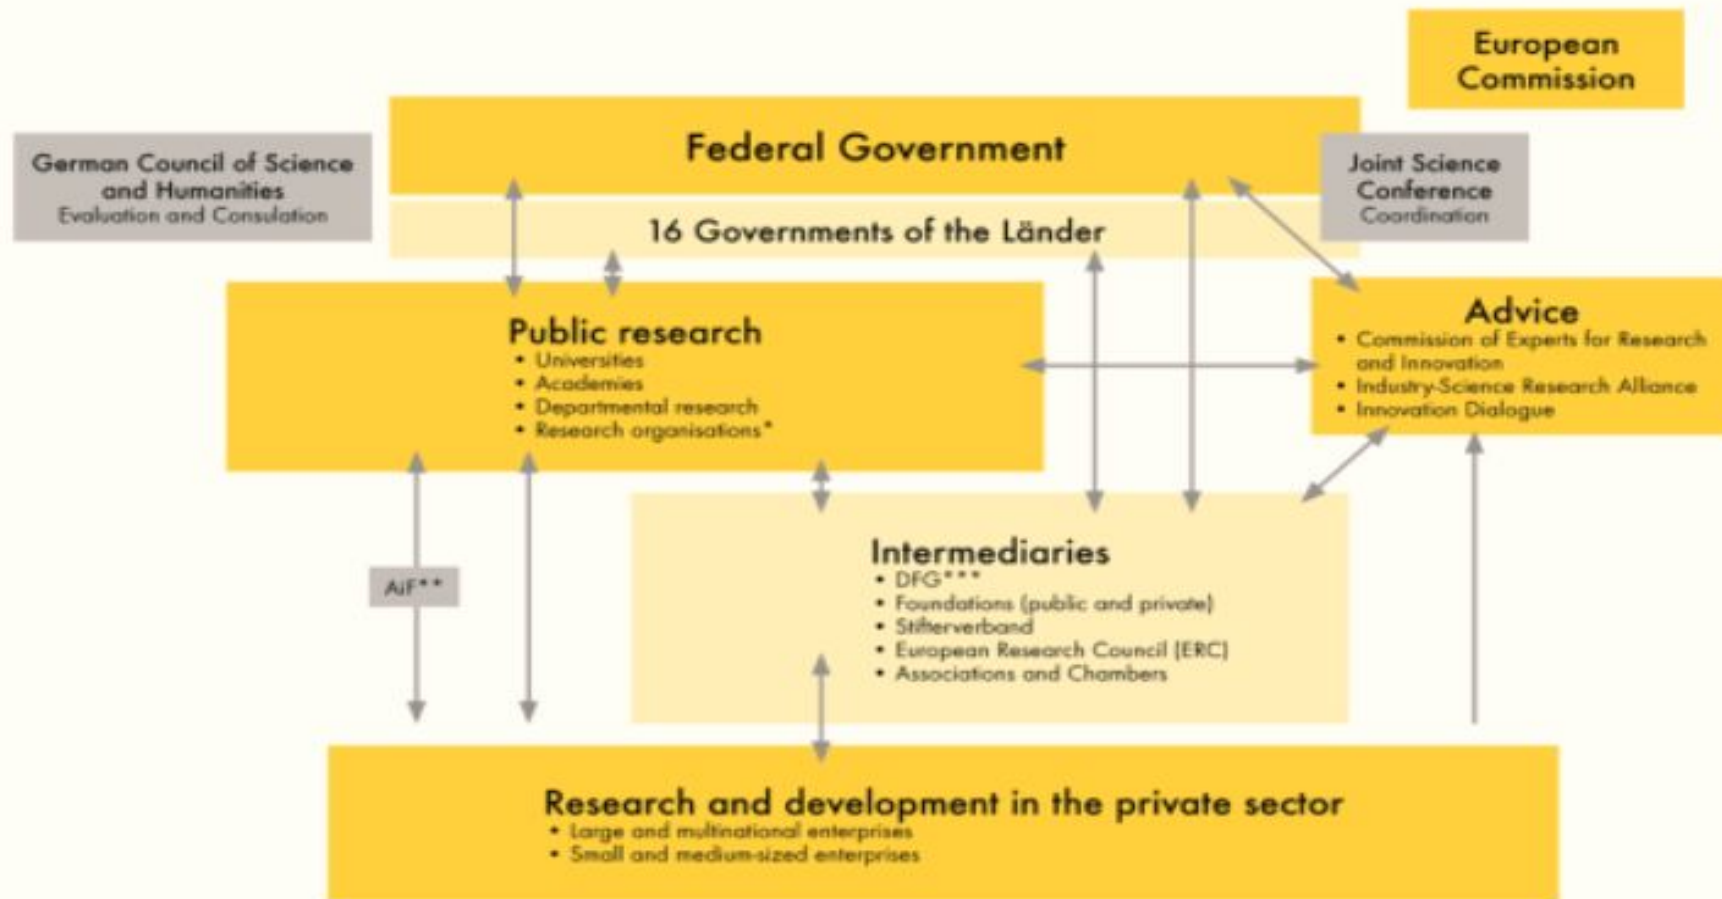 European
Commission
Federal Government
German Council of Science
and Humanities
Evaluation and Consulation
Joint Science
Conference
Coordination
16 Governments of the Länder
Public research
• Universities
• Academies
• Departmental research
• Research organisations*
Advice
• Commission of Experts for Research
and Innovation
• Industry-Science Research Alliance
• Innovation Dialogue
Intermediaries
• DFG***
• Foundations (public and private)
• Stifterverband
• European Research Council (ERC)
• Associations and Chambers
AiF**
Research and development in the private sector
• Large and multinational enterprises
• Small and medium-sized enterprises